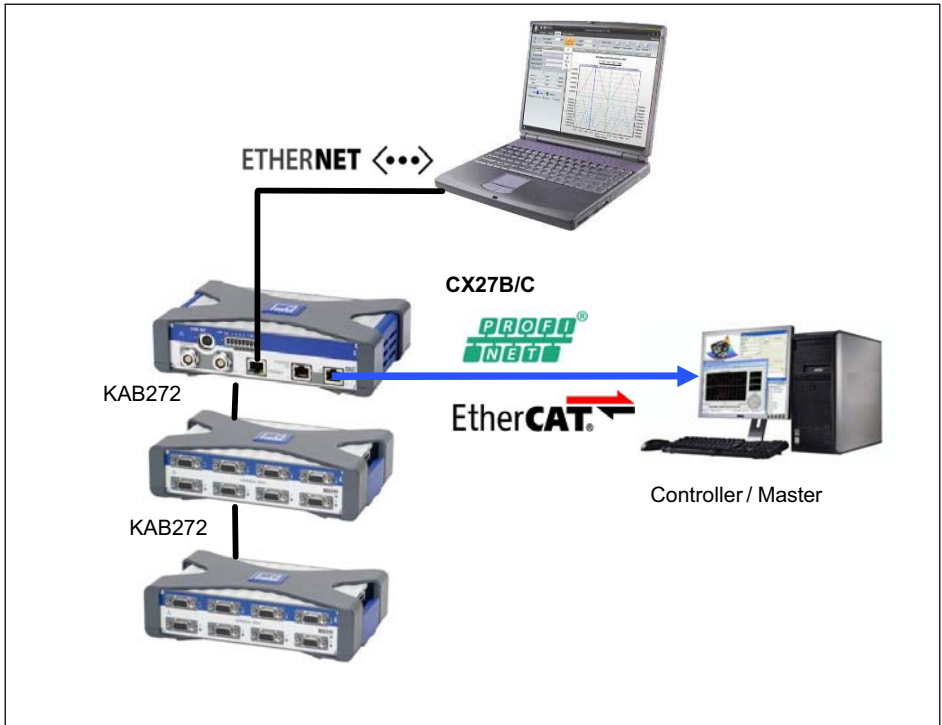 ETHERNET <•••>
CX27B/C
PROFI®
NET
EtherCAT®
KAB272
KAB272
Controller / Master